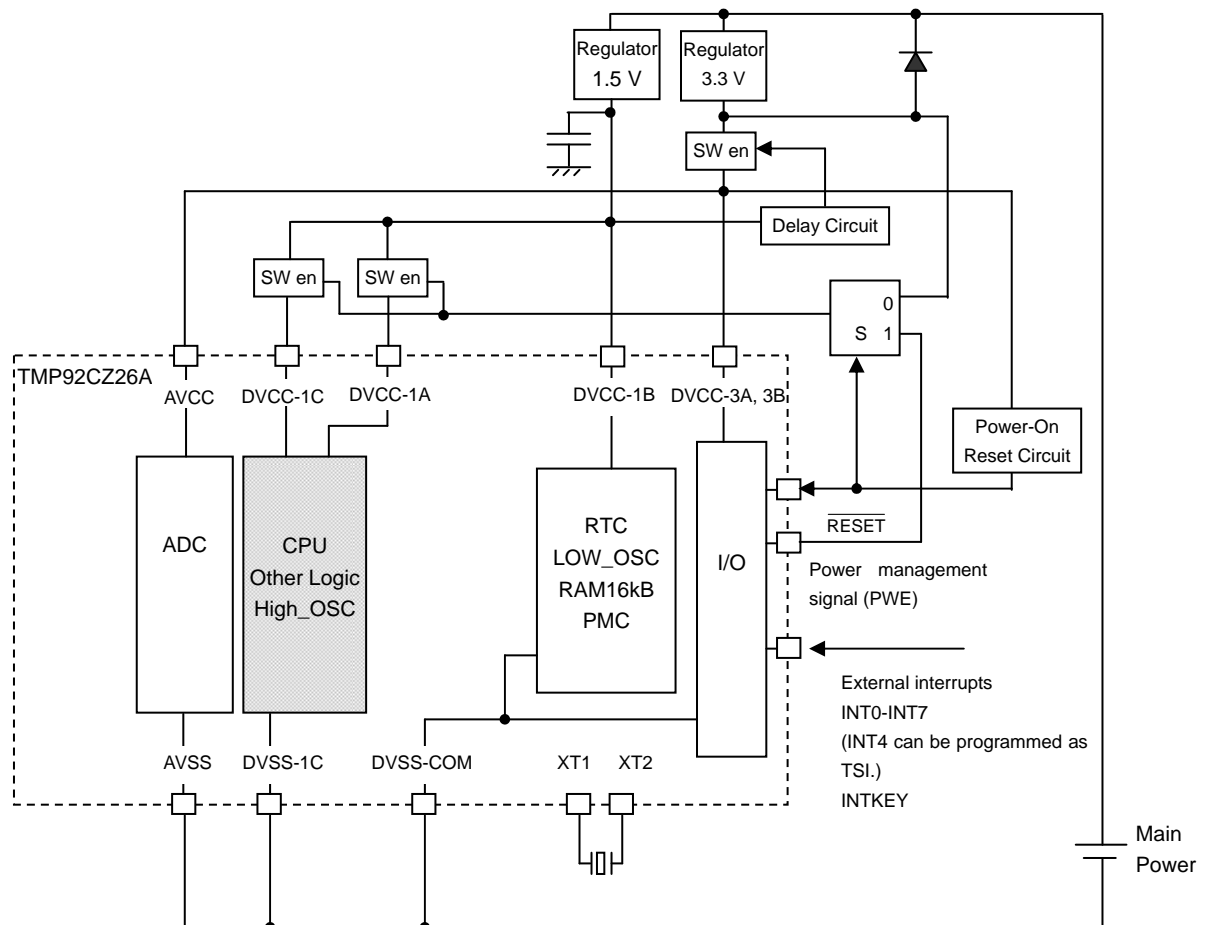 Regulator
1.5 V
Regulator
3.3 V
SW en
Delay Circuit
SW en
SW en
0
S 1
TMP92CZ26A
AVCC
DVCC-1C
DVCC-1A
DVCC-1B
DVCC-3A, 3B
Power-On
Reset Circuit
ADC
CPU
Other Logic
High_OSC
RTC
LOW_OSC
RAM16kB
PMC
I/O
RESET
Power management
signal (PWE)
External interrupts
INT0-INT7
(INT4 can be programmed as
TSI.)
INTKEY
AVSS
DVSS-1C
DVSS-COM
XT1
XT2
Main
Power